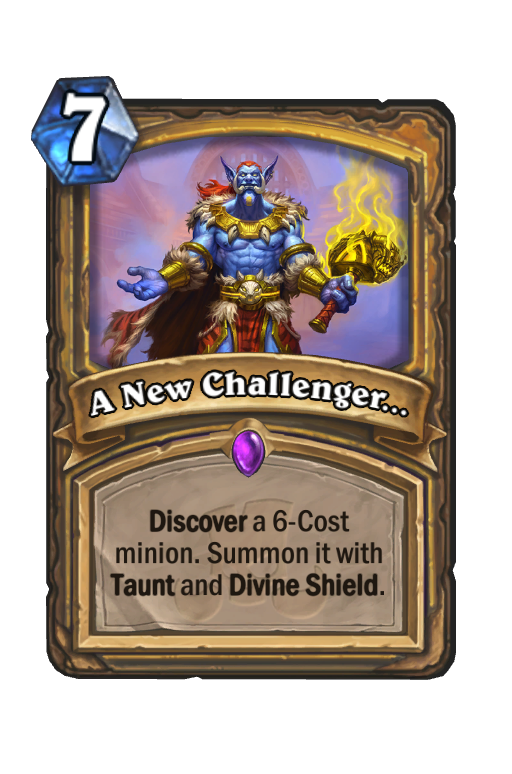 7
A New Challenger...
Discover a 6-Cost
minion. Summon it with
Taunt and Divine Shield.